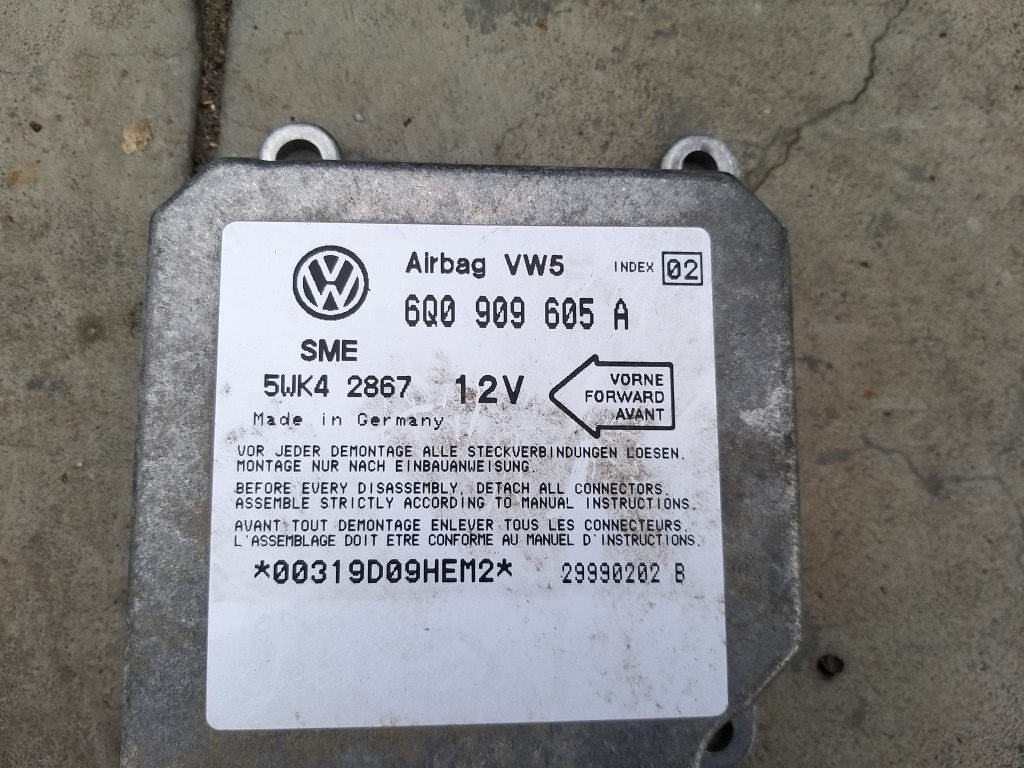 Airbag VW5 INDEX 02
6Q0 909 605 A
SME
5WK4 2867 12V
VORNE
FORWARD
AVANT
Made in Germany
VOR JEDER DEMONTAGE ALLE STECKVERBINDUNGEN LOESEN.
MONTAGE NUR NACH EINBAUANWEISUNG.
BEFORE EVERY DISASSEMBLY, DETACH ALL CONNECTORS.
ASSEMBLE STRICTLY ACCORDING TO MANUAL INSTRUCTIONS.
AVANT TOUT DEMONTAGE ENLEVER TOUS LES CONNECTEURS.
L'ASSEMBLAGE DOIT ETRE CONFORME AU MANUEL D'INSTRUCTIONS.
*00319D09HEM2* 29990202 B